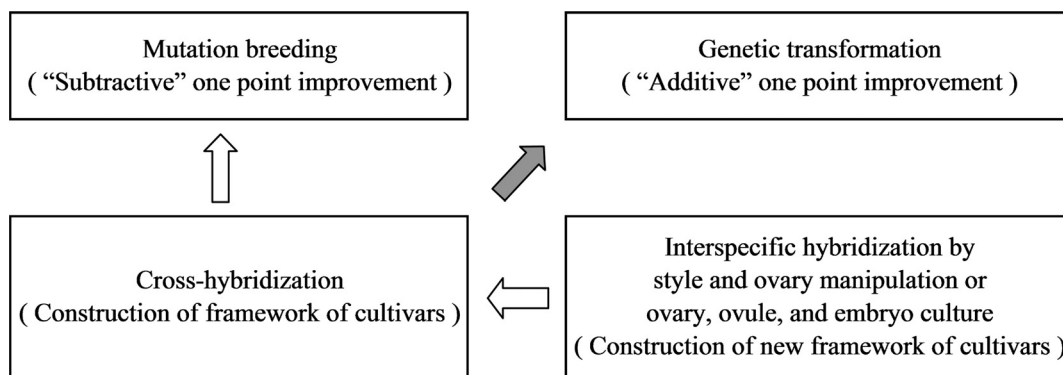 Mutation breeding
( “Subtractive” one point improvement )
Genetic transformation
( “Additive” one point improvement )
Cross-hybridization
( Construction of framework of cultivars )
Interspecific hybridization by
style and ovary manipulation or
ovary, ovule, and embryo culture
( Construction of new framework of cultivars )